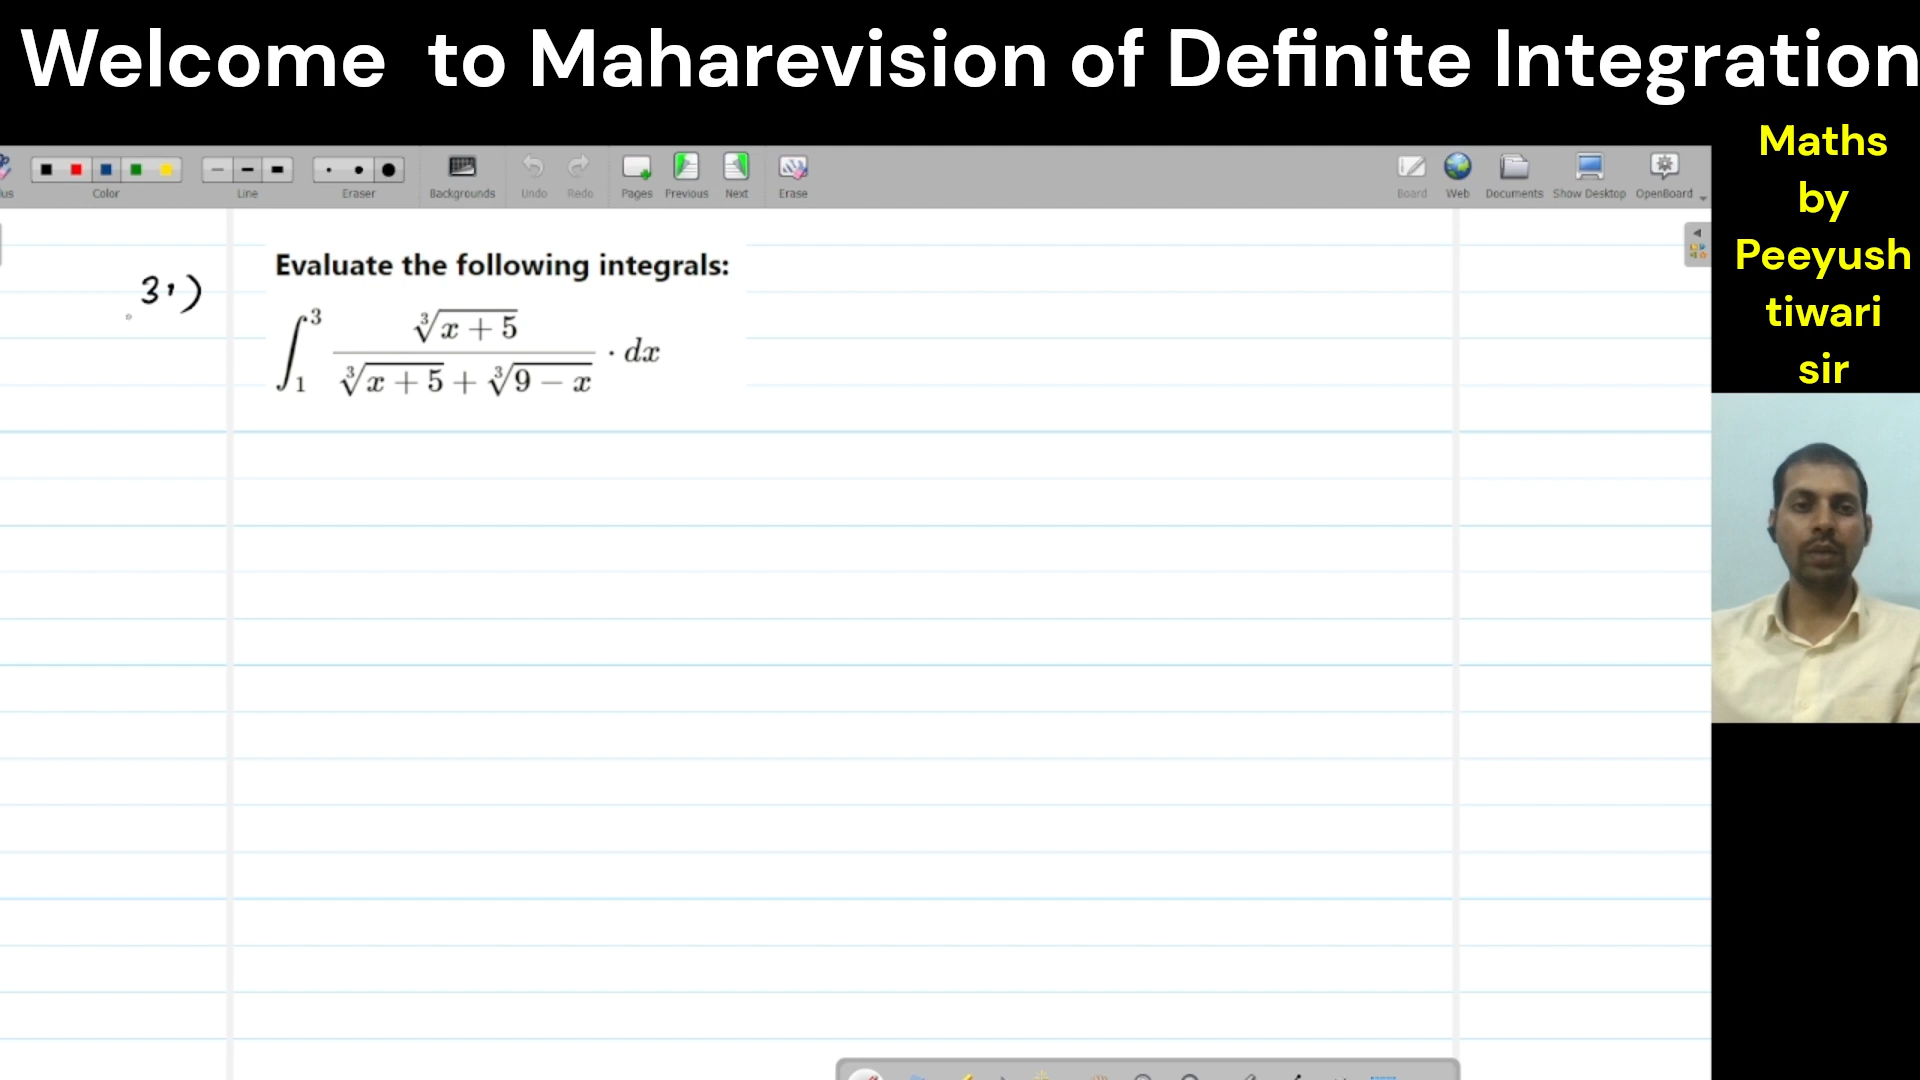 Welcome to Maharevision of Definite Integration
Maths
by
Peeyush
tiwari
sir
Color
Line
Eraser
Backgrounds
Undo
Redo
Pages
Previous
Next
Erase
Board
Web
Documents
Show Desktop
OpenBoard
31)
Evaluate the following integrals:
∫₁³ ∛(x + 5) / (∛(x + 5) + ∛(9 − x)) · dx